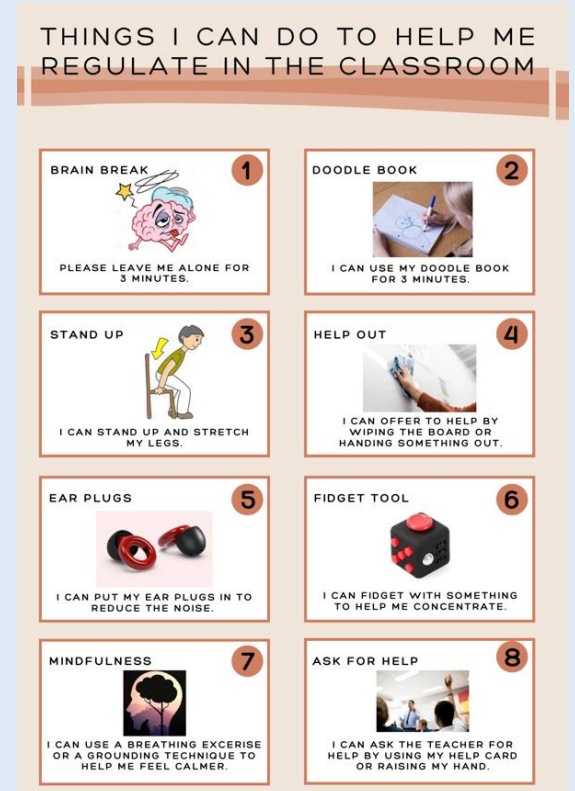 THINGS I CAN DO TO HELP ME
REGULATE IN THE CLASSROOM
BRAIN BREAK
1
PLEASE LEAVE ME ALONE FOR
3 MINUTES.
DOODLE BOOK
2
I CAN USE MY DOODLE BOOK
FOR 3 MINUTES.
STAND UP
3
I CAN STAND UP AND STRETCH
MY LEGS.
HELP OUT
4
I CAN OFFER TO HELP BY
WIPING THE BOARD OR
HANDING SOMETHING OUT.
EAR PLUGS
5
I CAN PUT MY EAR PLUGS IN TO
REDUCE THE NOISE.
FIDGET TOOL
6
I CAN FIDGET WITH SOMETHING
TO HELP ME CONCENTRATE.
MINDFULNESS
7
I CAN USE A BREATHING EXCERISE
OR A GROUNDING TECHNIQUE TO
HELP ME FEEL CALMER.
ASK FOR HELP
8
I CAN ASK THE TEACHER FOR
HELP BY USING MY HELP CARD
OR RAISING MY HAND.